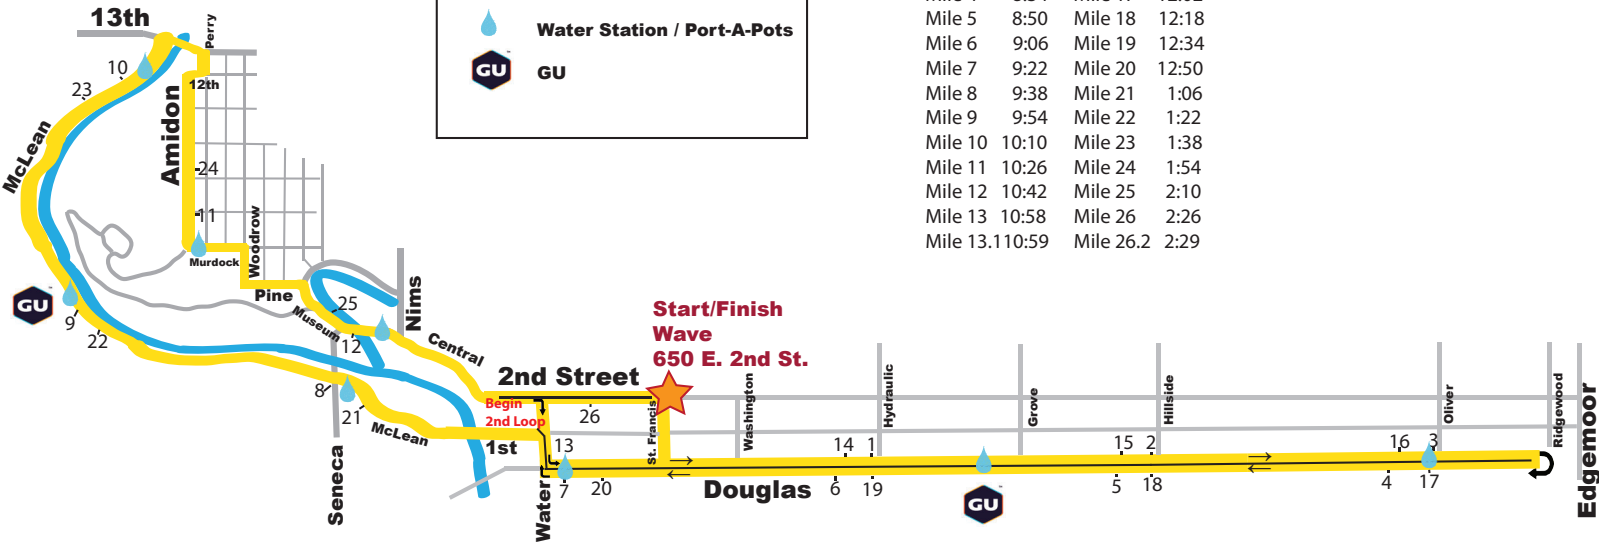 13th
Perry
10
12th
23
Amidon
McLean
24
11
Murdock
Woodrow
Pine
GU
9
22
25
Museum
12
Nims
Central
8
21
McLean
Seneca
Water Station / Port-A-Pots
GU
GU
Mile 5 8:50 Mile 18 12:18
Mile 6 9:06 Mile 19 12:34
Mile 7 9:22 Mile 20 12:50
Mile 8 9:38 Mile 21 1:06
Mile 9 9:54 Mile 22 1:22
Mile 10 10:10 Mile 23 1:38
Mile 11 10:26 Mile 24 1:54
Mile 12 10:42 Mile 25 2:10
Mile 13 10:58 Mile 26 2:26
Mile 13.110:59 Mile 26.2 2:29
Start/Finish
Wave
650 E. 2nd St.
2nd Street
Begin
2nd Loop
26
1st
St. Francis
Washington
Hydraulic
Grove
Hillside
Oliver
Ridgewood
Edgemoor
13
14 1
15 2
16 3
7
20
Water
Douglas
6 19
GU
5 18
4 17